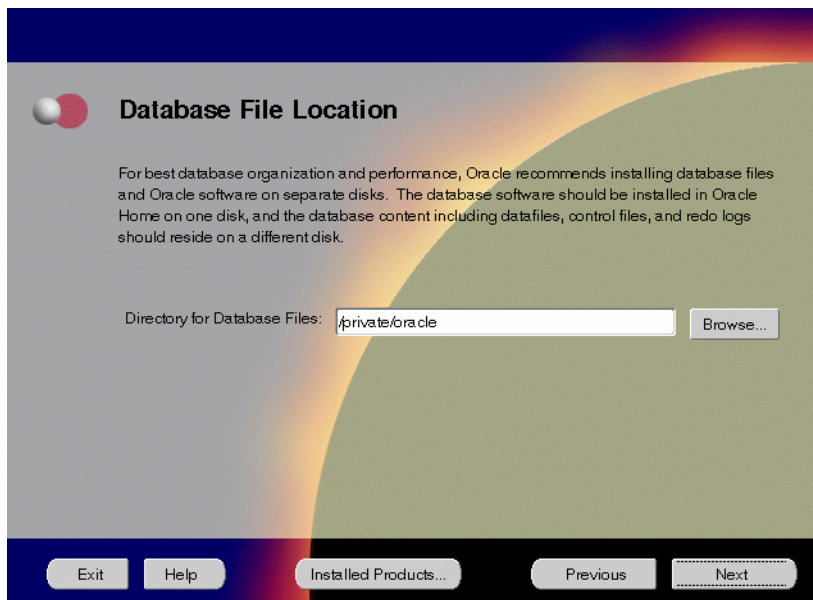 Database File Location
For best database organization and performance, Oracle recommends installing database files
and Oracle software on separate disks. The database software should be installed in Oracle
Home on one disk, and the database content including datafiles, control files, and redo logs
should reside on a different disk.
Directory for Database Files: /private/oracle Browse...
Exit Help Installed Products... Previous Next